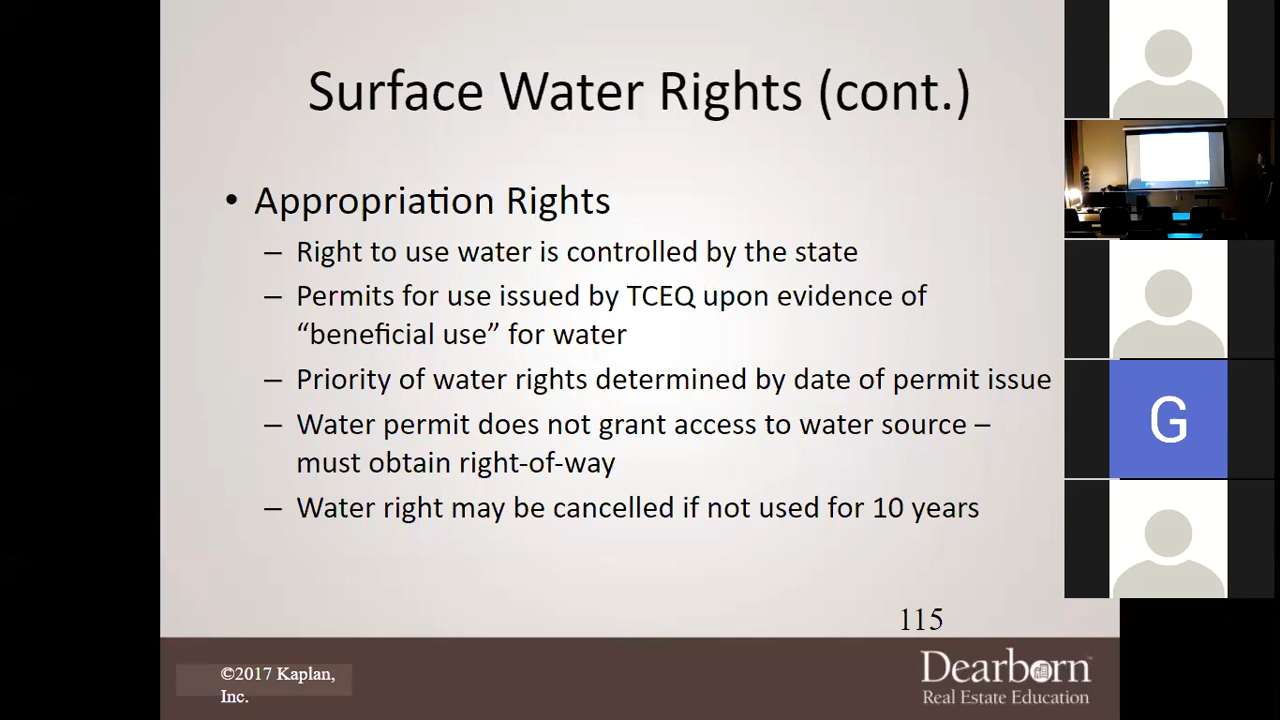 Surface Water Rights (cont.)
• Appropriation Rights
– Right to use water is controlled by the state
– Permits for use issued by TCEQ upon evidence of
“beneficial use” for water
– Priority of water rights determined by date of permit issue
– Water permit does not grant access to water source –
must obtain right-of-way
– Water right may be cancelled if not used for 10 years
115
©2017 Kaplan,
Inc.
Dearborn
Real Estate Education
G